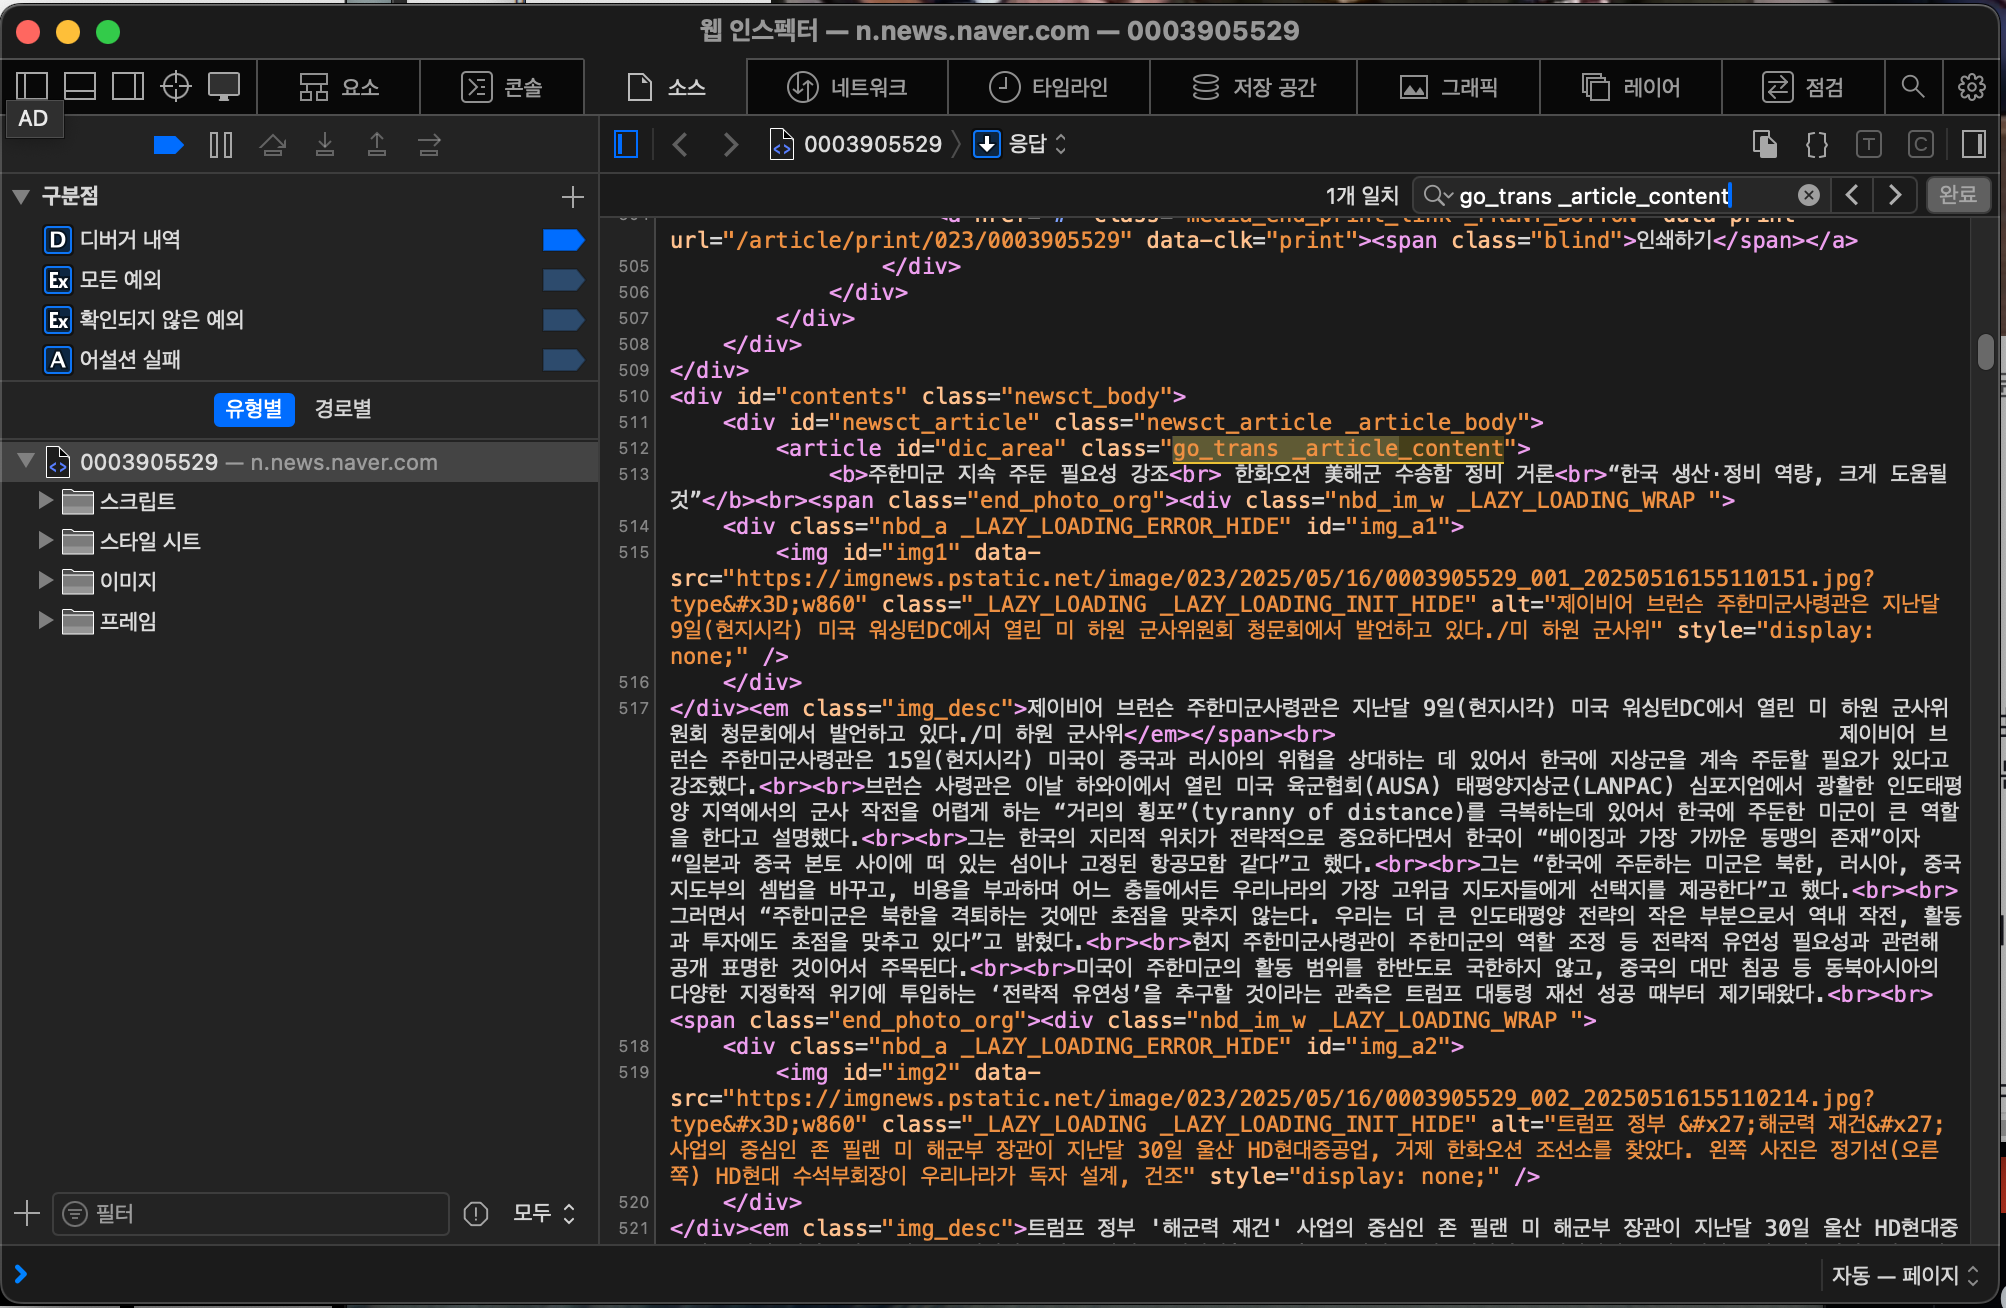 웹 인스펙터 — n.news.naver.com — 0003905529
요소
콘솔
소스
네트워크
타임라인
저장 공간
그래픽
레이어
점검
AD
0003905529
응답
구분점
D 디버거 내역
Ex 모든 예외
Ex 확인되지 않은 예외
A 어설션 실패
유형별 경로별
0003905529 — n.news.naver.com
스크립트
스타일 시트
이미지
프레임
필터
모두
1개 일치
go_trans _article_content
완료
url="/article/print/023/0003905529" data-clk="print"><span class="blind">인쇄하기</span></a>
505 </div>
506 </div>
507 </div>
508 </div>
509 </div>
510 <div id="contents" class="newsct_body">
511 <div id="newsct_article" class="newsct_article _article_body">
512 <article id="dic_area" class="go_trans _article_content">
513 <b>주한미군 지속 주둔 필요성 강조<br> 한화오션 美해군 수송함 정비 거론<br>“한국 생산·정비 역량, 크게 도움될
것”</b><br><span class="end_photo_org"><div class="nbd_im_w _LAZY_LOADING_WRAP ">
514 <div class="nbd_a _LAZY_LOADING_ERROR_HIDE" id="img_a1">
515 <img id="img1" data-
src="https://imgnews.pstatic.net/image/023/2025/05/16/0003905529_001_20250516155110151.jpg?
type&#x3D;w860" class="_LAZY_LOADING _LAZY_LOADING_INIT_HIDE" alt="제이비어 브런슨 주한미군사령관은 지난달
9일(현지시각) 미국 워싱턴DC에서 열린 미 하원 군사위원회 청문회에서 발언하고 있다./미 하원 군사위" style="display:
none;" />
516 </div>
517 </div><em class="img_desc">제이비어 브런슨 주한미군사령관은 지난달 9일(현지시각) 미국 워싱턴DC에서 열린 미 하원 군사위
원회 청문회에서 발언하고 있다./미 하원 군사위</em></span><br> 제이비어 브
런슨 주한미군사령관은 15일(현지시각) 미국이 중국과 러시아의 위협을 상대하는 데 있어서 한국에 지상군을 계속 주둔할 필요가 있다고
강조했다.<br><br>브런슨 사령관은 이날 하와이에서 열린 미국 육군협회(AUSA) 태평양지상군(LANPAC) 심포지엄에서 광활한 인도태평
양 지역에서의 군사 작전을 어렵게 하는 “거리의 횡포”(tyranny of distance)를 극복하는데 있어서 한국에 주둔한 미군이 큰 역할
을 한다고 설명했다.<br><br>그는 한국의 지리적 위치가 전략적으로 중요하다면서 한국이 “베이징과 가장 가까운 동맹의 존재”이자
“일본과 중국 본토 사이에 떠 있는 섬이나 고정된 항공모함 같다”고 했다.<br><br>그는 “한국에 주둔하는 미군은 북한, 러시아, 중국
지도부의 셈법을 바꾸고, 비용을 부과하며 어느 충돌에서든 우리나라의 가장 고위급 지도자들에게 선택지를 제공한다”고 했다.<br><br>
그러면서 “주한미군은 북한을 격퇴하는 것에만 초점을 맞추지 않는다. 우리는 더 큰 인도태평양 전략의 작은 부분으로서 역내 작전, 활동
과 투자에도 초점을 맞추고 있다”고 밝혔다.<br><br>현지 주한미군사령관이 주한미군의 역할 조정 등 전략적 유연성 필요성과 관련해
공개 표명한 것이어서 주목된다.<br><br>미국이 주한미군의 활동 범위를 한반도로 국한하지 않고, 중국의 대만 침공 등 동북아시아의
다양한 지정학적 위기에 투입하는 ‘전략적 유연성’을 추구할 것이라는 관측은 트럼프 대통령 재선 성공 때부터 제기돼왔다.<br><br>
<span class="end_photo_org"><div class="nbd_im_w _LAZY_LOADING_WRAP ">
518 <div class="nbd_a _LAZY_LOADING_ERROR_HIDE" id="img_a2">
519 <img id="img2" data-
src="https://imgnews.pstatic.net/image/023/2025/05/16/0003905529_002_20250516155110214.jpg?
type&#x3D;w860" class="_LAZY_LOADING _LAZY_LOADING_INIT_HIDE" alt="트럼프 정부 &#x27;해군력 재건&#x27;
사업의 중심인 존 필랜 미 해군부 장관이 지난달 30일 울산 HD현대중공업, 거제 한화오션 조선소를 찾았다. 왼쪽 사진은 정기선(오른
쪽) HD현대 수석부회장이 우리나라가 독자 설계, 건조" style="display: none;" />
520 </div>
521 </div><em class="img_desc">트럼프 정부 '해군력 재건' 사업의 중심인 존 필랜 미 해군부 장관이 지난달 30일 울산 HD현대중
자동 — 페이지